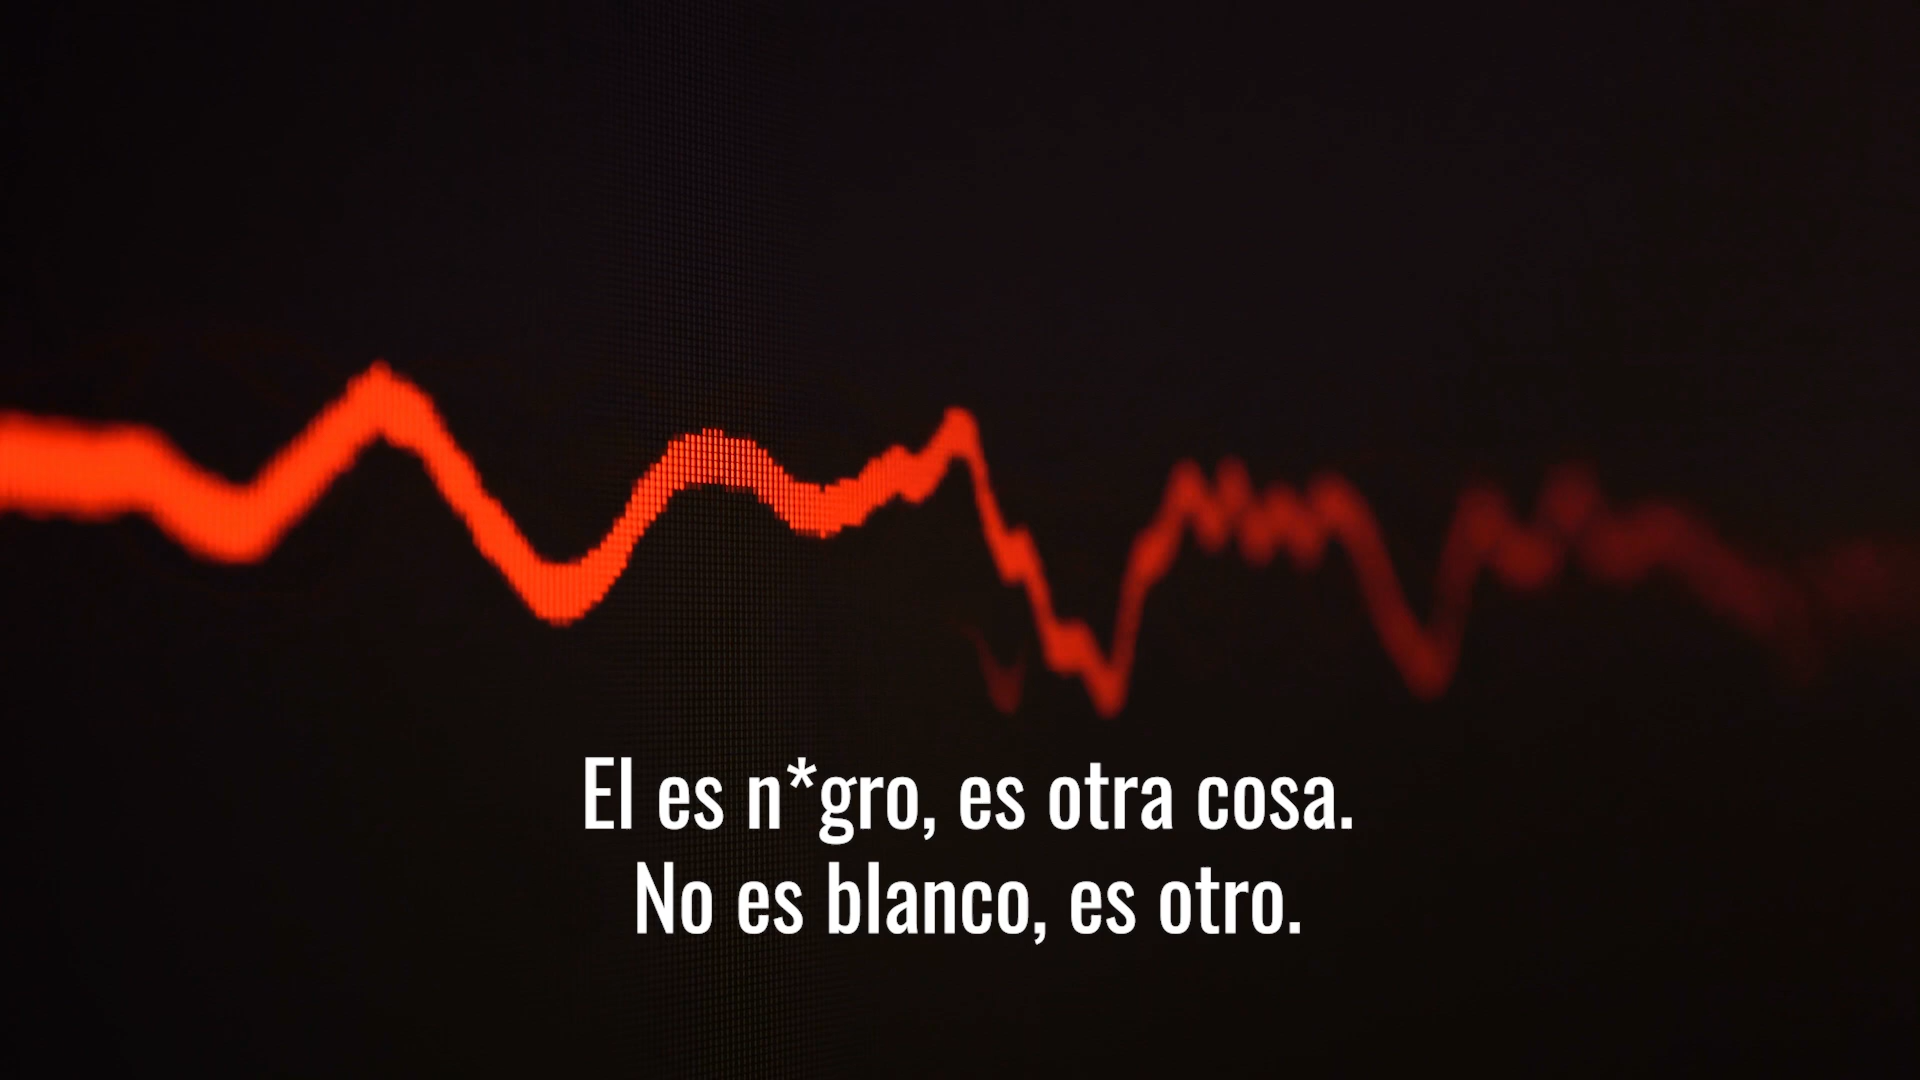 El es n*gro, es otra cosa.
No es blanco, es otro.